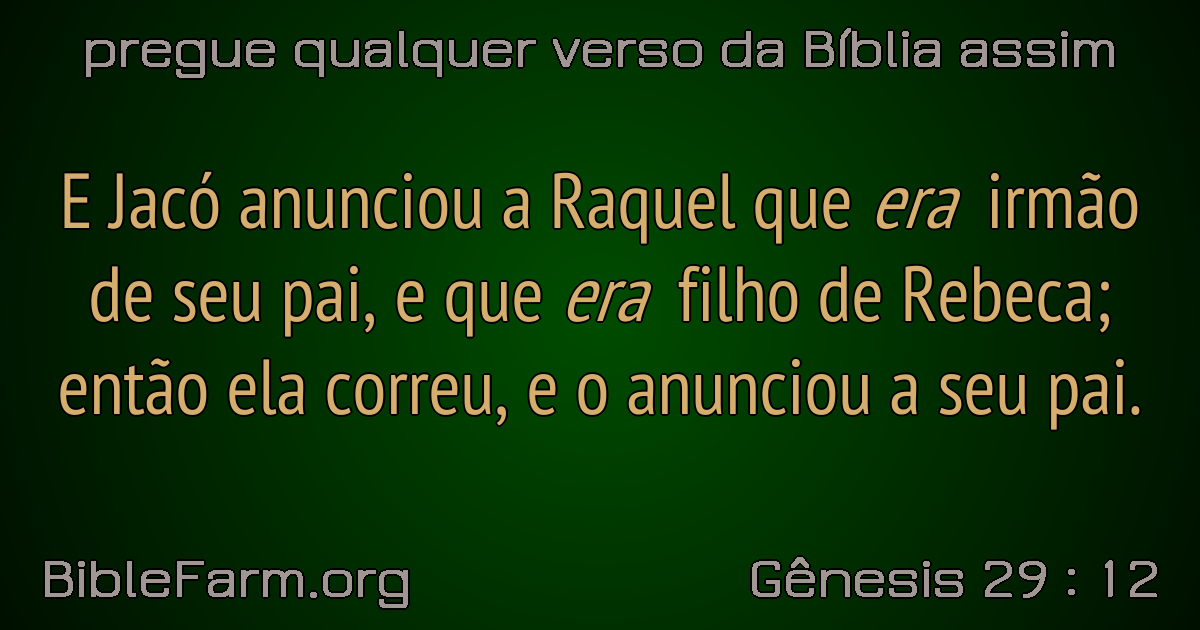 pregue qualquer verso da Bíblia assim
E Jacó anunciou a Raquel que era irmão
de seu pai, e que era filho de Rebeca;
então ela correu, e o anunciou a seu pai.
BibleFarm.org
Gênesis 29 : 12